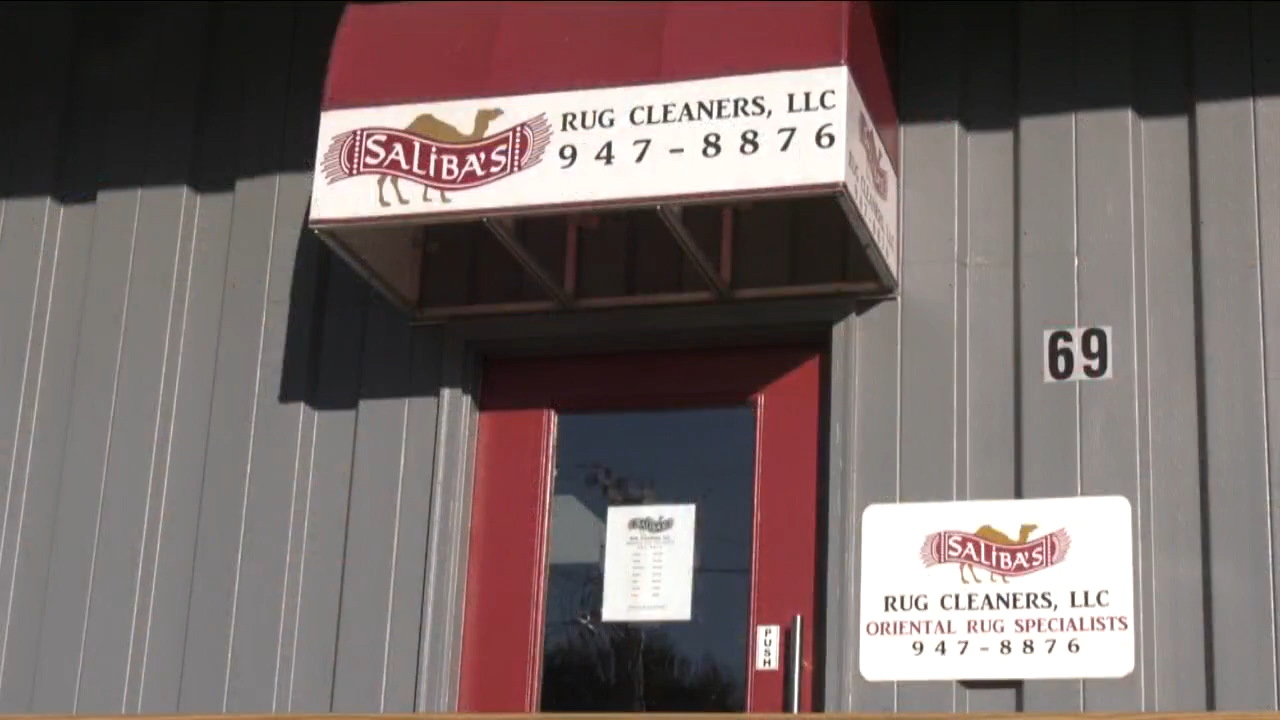 SALIBA'S
RUG CLEANERS, LLC
947-8876
69
SALIBA'S
RUG CLEANERS, LLC
ORIENTAL RUG SPECIALISTS
947-8876
PUSH